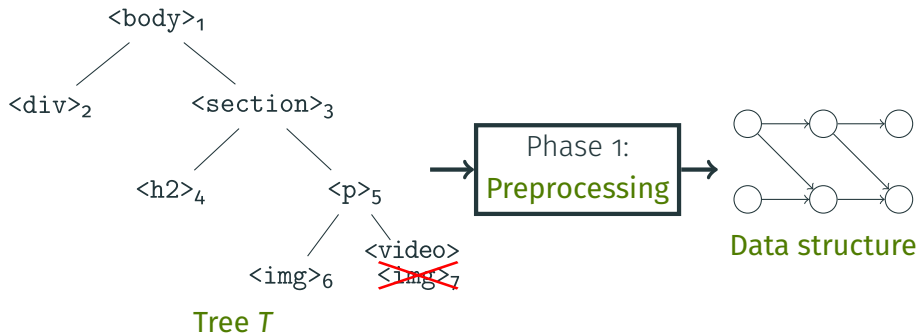 <body>₁
<div>₂ <section>₃
<h2>₄ <p>₅
<video>
<img>₆ <img>₇
Tree T
Phase 1:
Preprocessing
Data structure